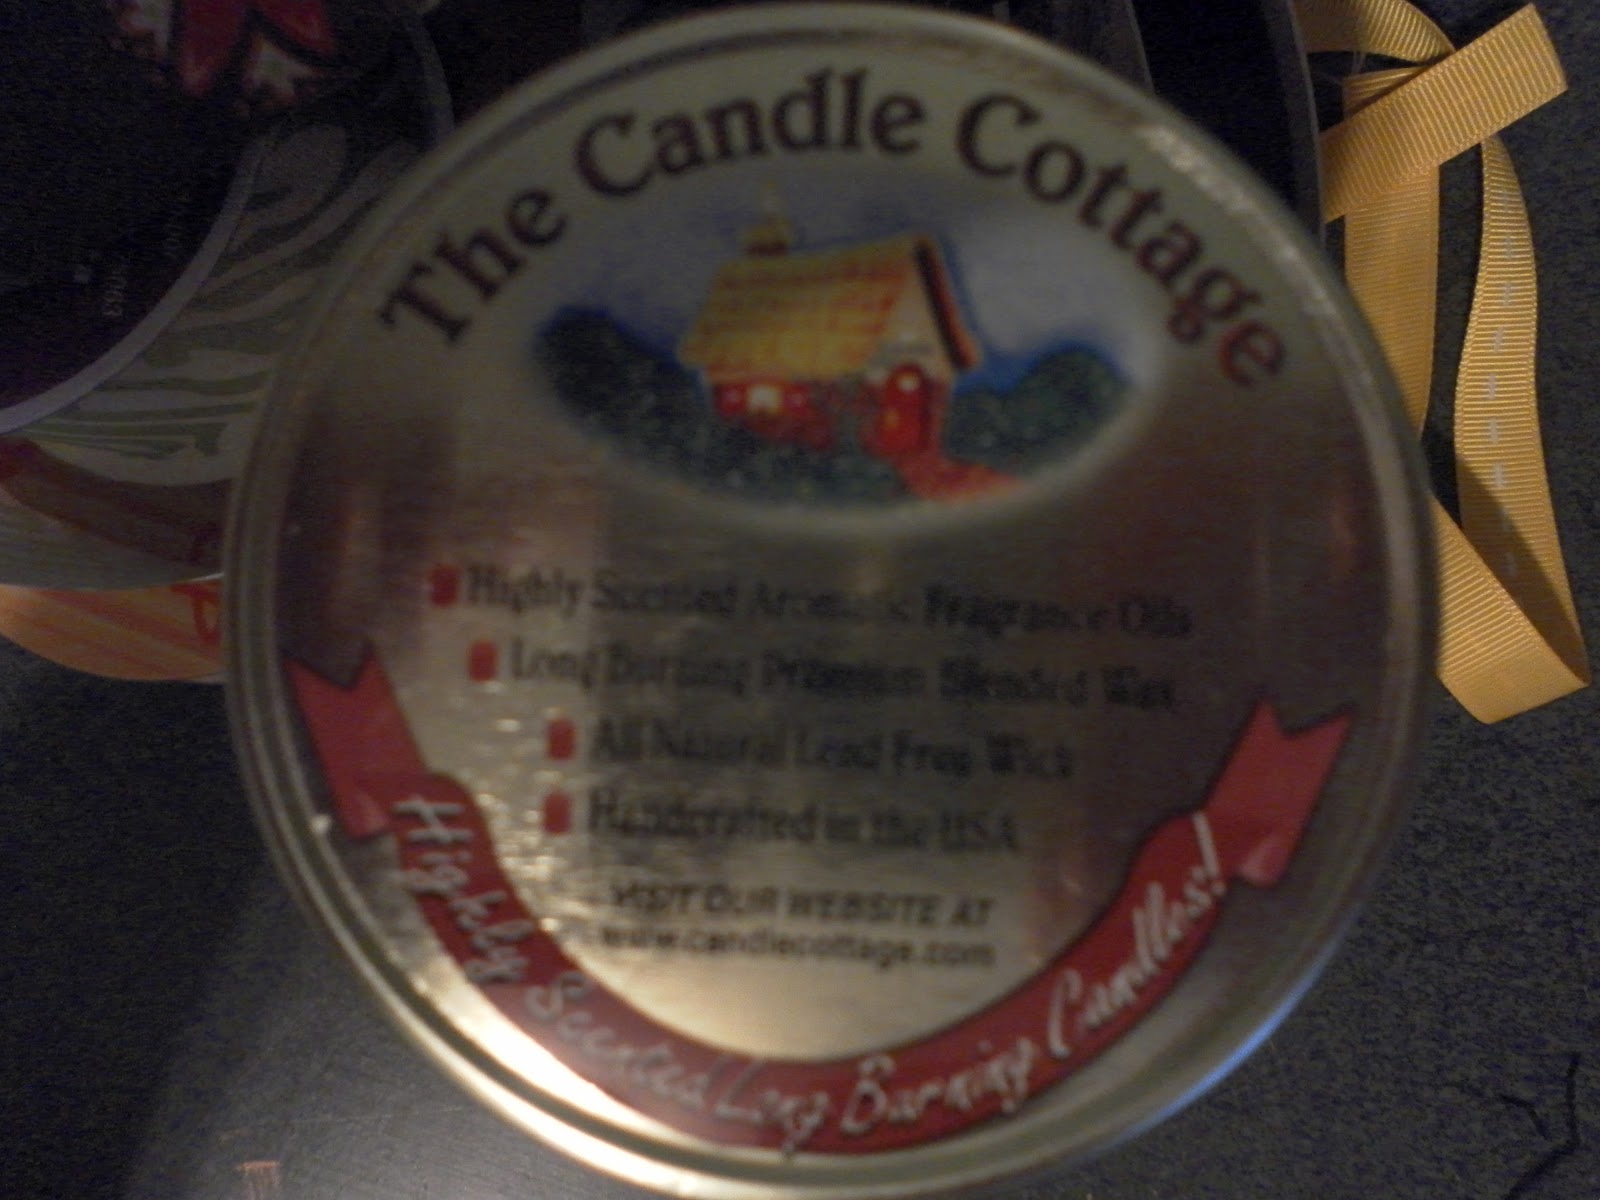 The Candle Cottage
Highly Scented Aromatic Fragrance Oils
Long Burning Premium Blended Wax
All Natural Lead Free Wick
Handcrafted in the USA
VISIT OUR WEBSITE AT
www.candlecottage.com
Highly Scented Long Burning Candles!